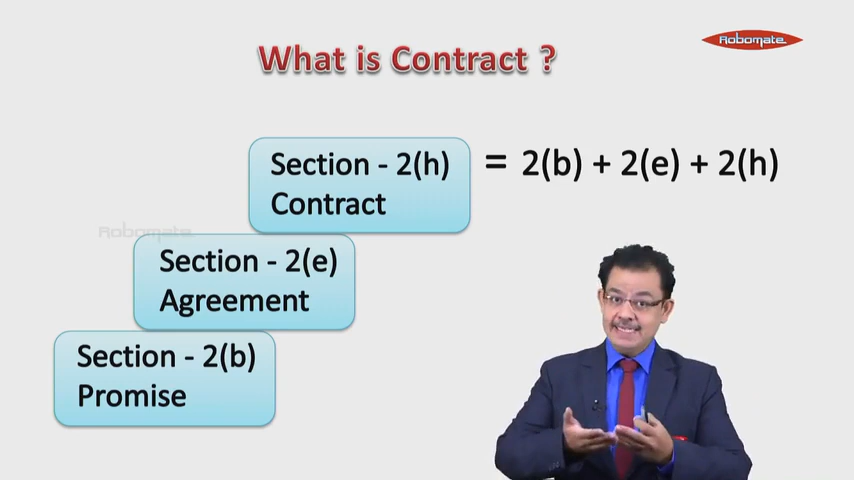 What is Contract ?
Robomate
Section - 2(h)
Contract
= 2(b) + 2(e) + 2(h)
Robomate
Section - 2(e)
Agreement
Section - 2(b)
Promise